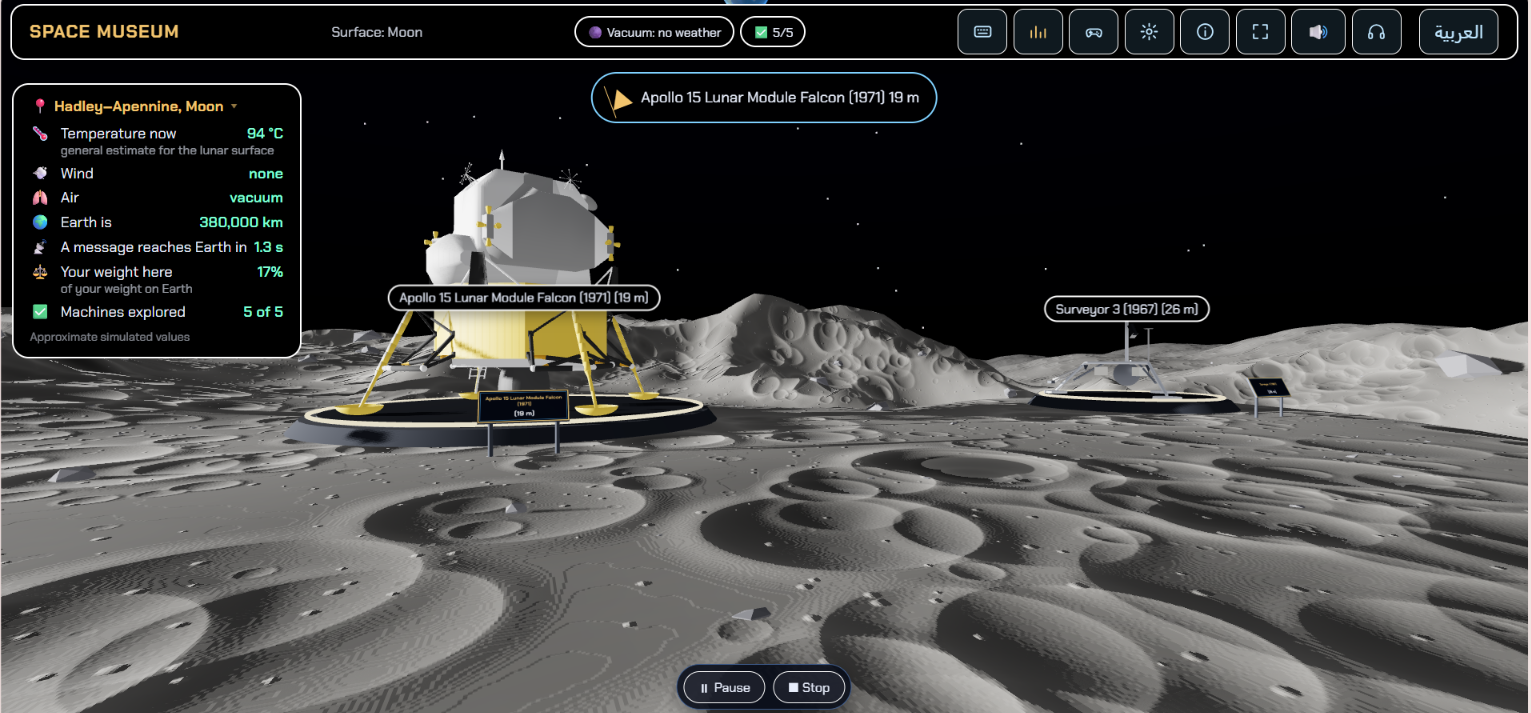 SPACE MUSEUM
Surface: Moon
Vacuum: no weather
5/5
العربية
Apollo 15 Lunar Module Falcon (1971) 19 m
Hadley–Apennine, Moon
Temperature now 94 °C
general estimate for the lunar surface
Wind none
Air vacuum
Earth is 380,000 km
A message reaches Earth in 1.3 s
Your weight here 17%
of your weight on Earth
Machines explored 5 of 5
Approximate simulated values
Apollo 15 Lunar Module Falcon (1971) (19 m)
Surveyor 3 (1967) (26 m)
Apollo 15 Lunar Module Falcon
(1971)
(19 m)
Pause
Stop